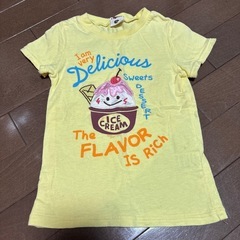 I am
very
Delicious
Sweets
DESSERT
ICE
CREAM
The
FLAVOR
Is Rich